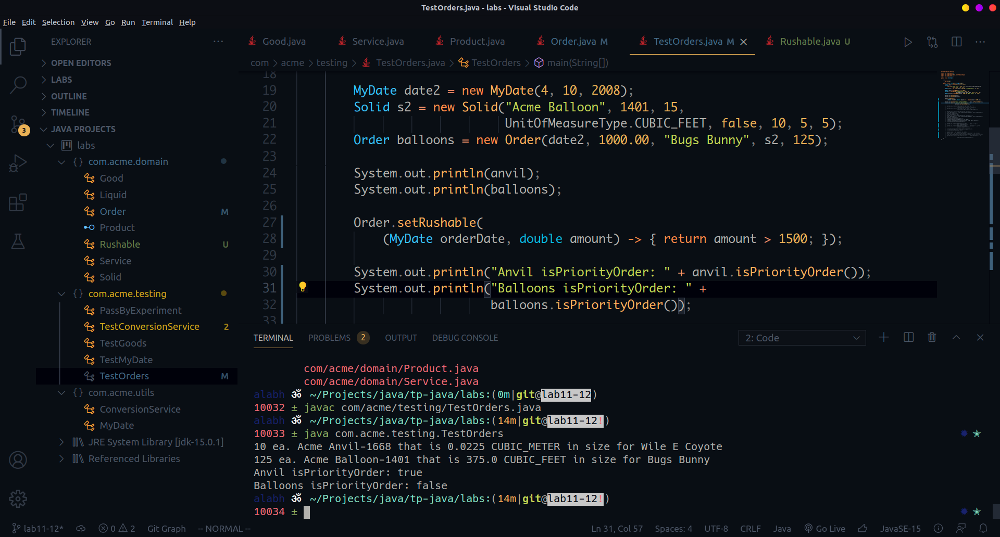 TestOrders.java - labs - Visual Studio Code
File Edit Selection View Go Run Terminal Help
EXPLORER
OPEN EDITORS
LABS
OUTLINE
TIMELINE
JAVA PROJECTS
labs
{} com.acme.domain
Good
Liquid
Order M
Product
Rushable U
Service
Solid
{} com.acme.testing
PassByExperiment
TestConversionService 2
TestGoods
TestMyDate
TestOrders M
{} com.acme.utils
ConversionService
MyDate
JRE System Library [jdk-15.0.1]
Referenced Libraries
3
Good.java Service.java Product.java Order.java M TestOrders.java M Rushable.java U
com > acme > testing > TestOrders.java > TestOrders > main(String[])
18
19 MyDate date2 = new MyDate(4, 10, 2008);
20 Solid s2 = new Solid("Acme Balloon", 1401, 15,
21 UnitOfMeasureType.CUBIC_FEET, false, 10, 5, 5);
22 Order balloons = new Order(date2, 1000.00, "Bugs Bunny", s2, 125);
23
24 System.out.println(anvil);
25 System.out.println(balloons);
26
27 Order.setRushable(
28 (MyDate orderDate, double amount) -> { return amount > 1500; });
29
30 System.out.println("Anvil isPriorityOrder: " + anvil.isPriorityOrder());
31 System.out.println("Balloons isPriorityOrder: " +
32 balloons.isPriorityOrder());
33
TERMINAL PROBLEMS 2 OUTPUT DEBUG CONSOLE 2: Code
com/acme/domain/Product.java
com/acme/domain/Service.java
alabh ॐ ~/Projects/java/tp-java/labs:(0m|git@lab11-12)
10032 ± javac com/acme/testing/TestOrders.java
alabh ॐ ~/Projects/java/tp-java/labs:(14m|git@lab11-12!)
10033 ± java com.acme.testing.TestOrders
10 ea. Acme Anvil-1668 that is 0.0225 CUBIC_METER in size for Wile E Coyote
125 ea. Acme Balloon-1401 that is 375.0 CUBIC_FEET in size for Bugs Bunny
Anvil isPriorityOrder: true
Balloons isPriorityOrder: false
alabh ॐ ~/Projects/java/tp-java/labs:(14m|git@lab11-12!)
10034 ±
lab11-12* 0 2 Git Graph -- NORMAL -- Ln 31, Col 57 Spaces: 4 UTF-8 CRLF Java Go Live JavaSE-15